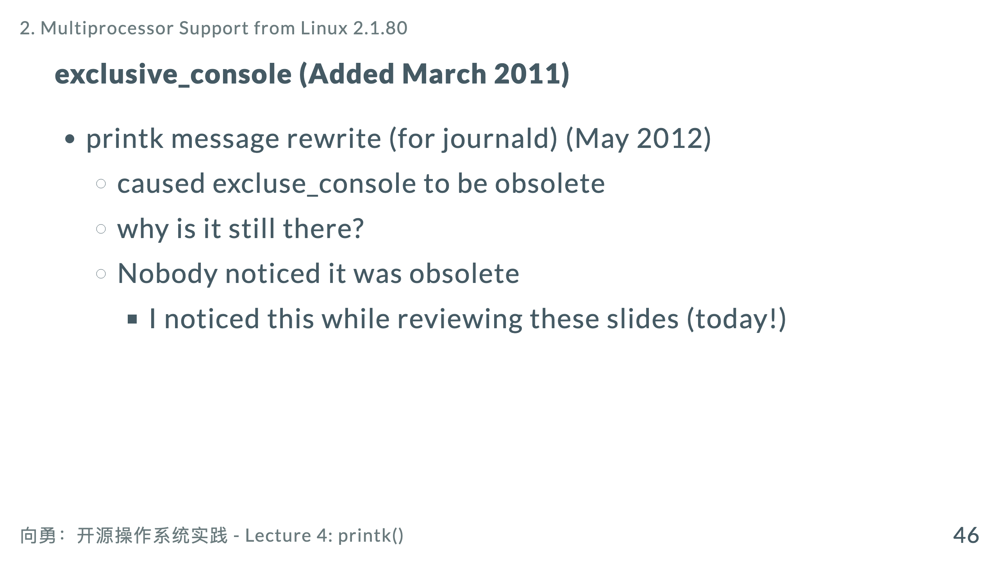 2. Multiprocessor Support from Linux 2.1.80
exclusive_console (Added March 2011)
printk message rewrite (for journald) (May 2012)
caused excluse_console to be obsolete
why is it still there?
Nobody noticed it was obsolete
I noticed this while reviewing these slides (today!)
向勇：开源操作系统实践 - Lecture 4: printk()
46